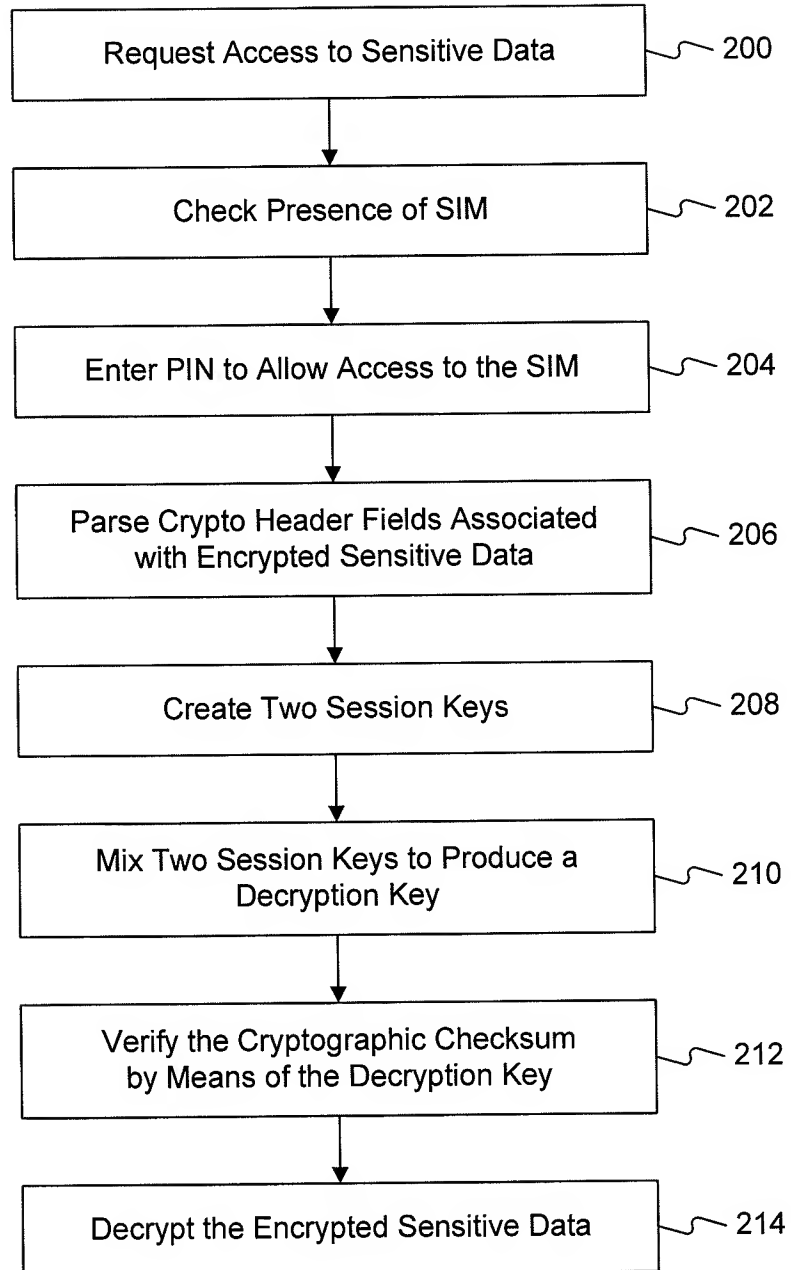 Request Access to Sensitive Data
200
Check Presence of SIM
202
Enter PIN to Allow Access to the SIM
204
Parse Crypto Header Fields Associated
with Encrypted Sensitive Data
206
Create Two Session Keys
208
Mix Two Session Keys to Produce a
Decryption Key
210
Verify the Cryptographic Checksum
by Means of the Decryption Key
212
Decrypt the Encrypted Sensitive Data
214